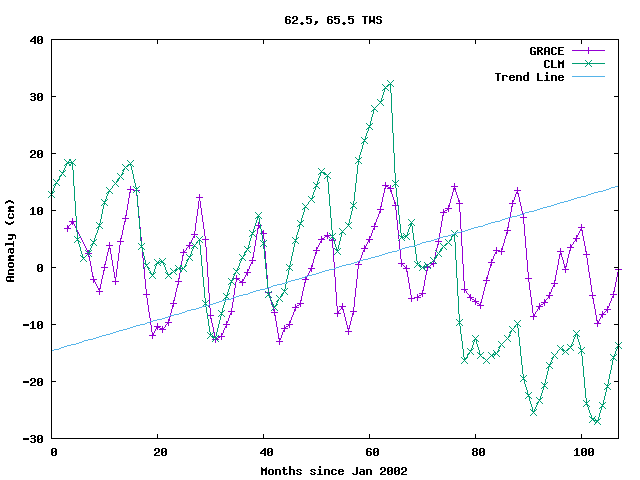 62.5, 65.5 TWS
GRACE
CLM
Trend Line
40
30
20
10
0
-10
-20
-30
Anomaly (cm)
0 20 40 60 80 100
Months since Jan 2002